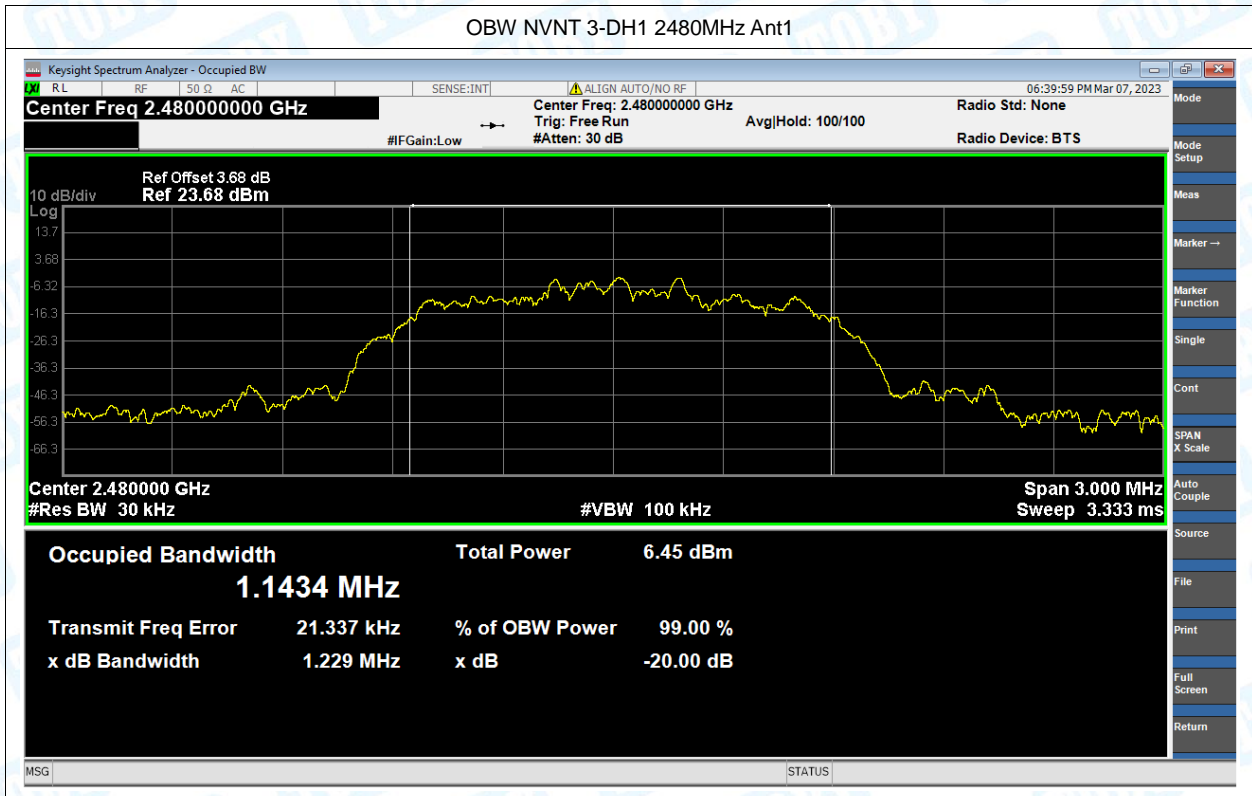 OBW NVNT 3-DH1 2480MHz Ant1
Keysight Spectrum Analyzer - Occupied BW
LXI RL RF 50 Ω AC SENSE:INT ALIGN AUTO/NO RF 06:39:59 PM Mar 07, 2023
Center Freq 2.480000000 GHz
Center Freq: 2.480000000 GHz
Radio Std: None
Trig: Free Run
Avg|Hold: 100/100
#IFGain:Low
#Atten: 30 dB
Radio Device: BTS
Ref Offset 3.68 dB
10 dB/div Ref 23.68 dBm
Log
13.7
3.68
-6.32
-16.3
-26.3
-36.3
-46.3
-56.3
-66.3
Center 2.480000 GHz
Span 3.000 MHz
#Res BW 30 kHz
#VBW 100 kHz
Sweep 3.333 ms
Occupied Bandwidth
Total Power 6.45 dBm
1.1434 MHz
Transmit Freq Error 21.337 kHz
% of OBW Power 99.00 %
x dB Bandwidth 1.229 MHz
x dB -20.00 dB
MSG
STATUS
Mode
Mode
Setup
Meas
Marker→
Marker
Function
Single
Cont
SPAN
X Scale
Auto
Couple
Source
File
Print
Full
Screen
Return
TOBY
TOBY
TOBY